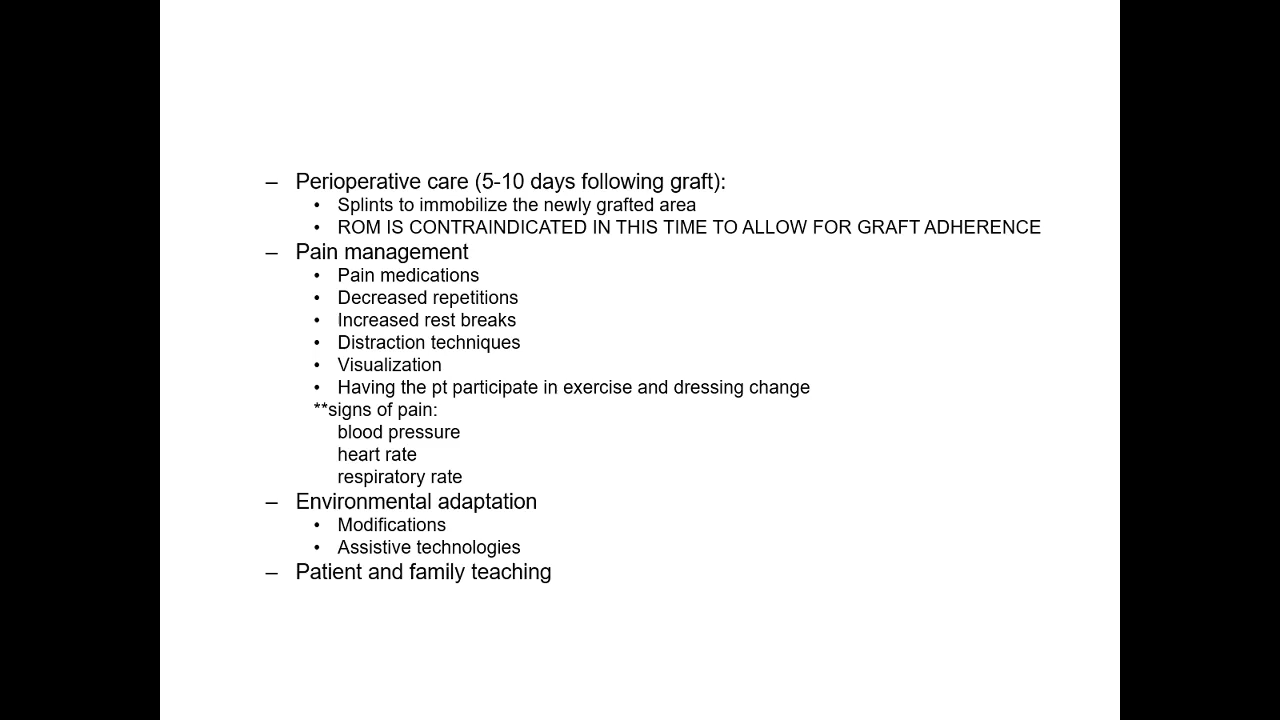 – Perioperative care (5-10 days following graft):
• Splints to immobilize the newly grafted area
• ROM IS CONTRAINDICATED IN THIS TIME TO ALLOW FOR GRAFT ADHERENCE
– Pain management
• Pain medications
• Decreased repetitions
• Increased rest breaks
• Distraction techniques
• Visualization
• Having the pt participate in exercise and dressing change
**signs of pain:
blood pressure
heart rate
respiratory rate
– Environmental adaptation
• Modifications
• Assistive technologies
– Patient and family teaching